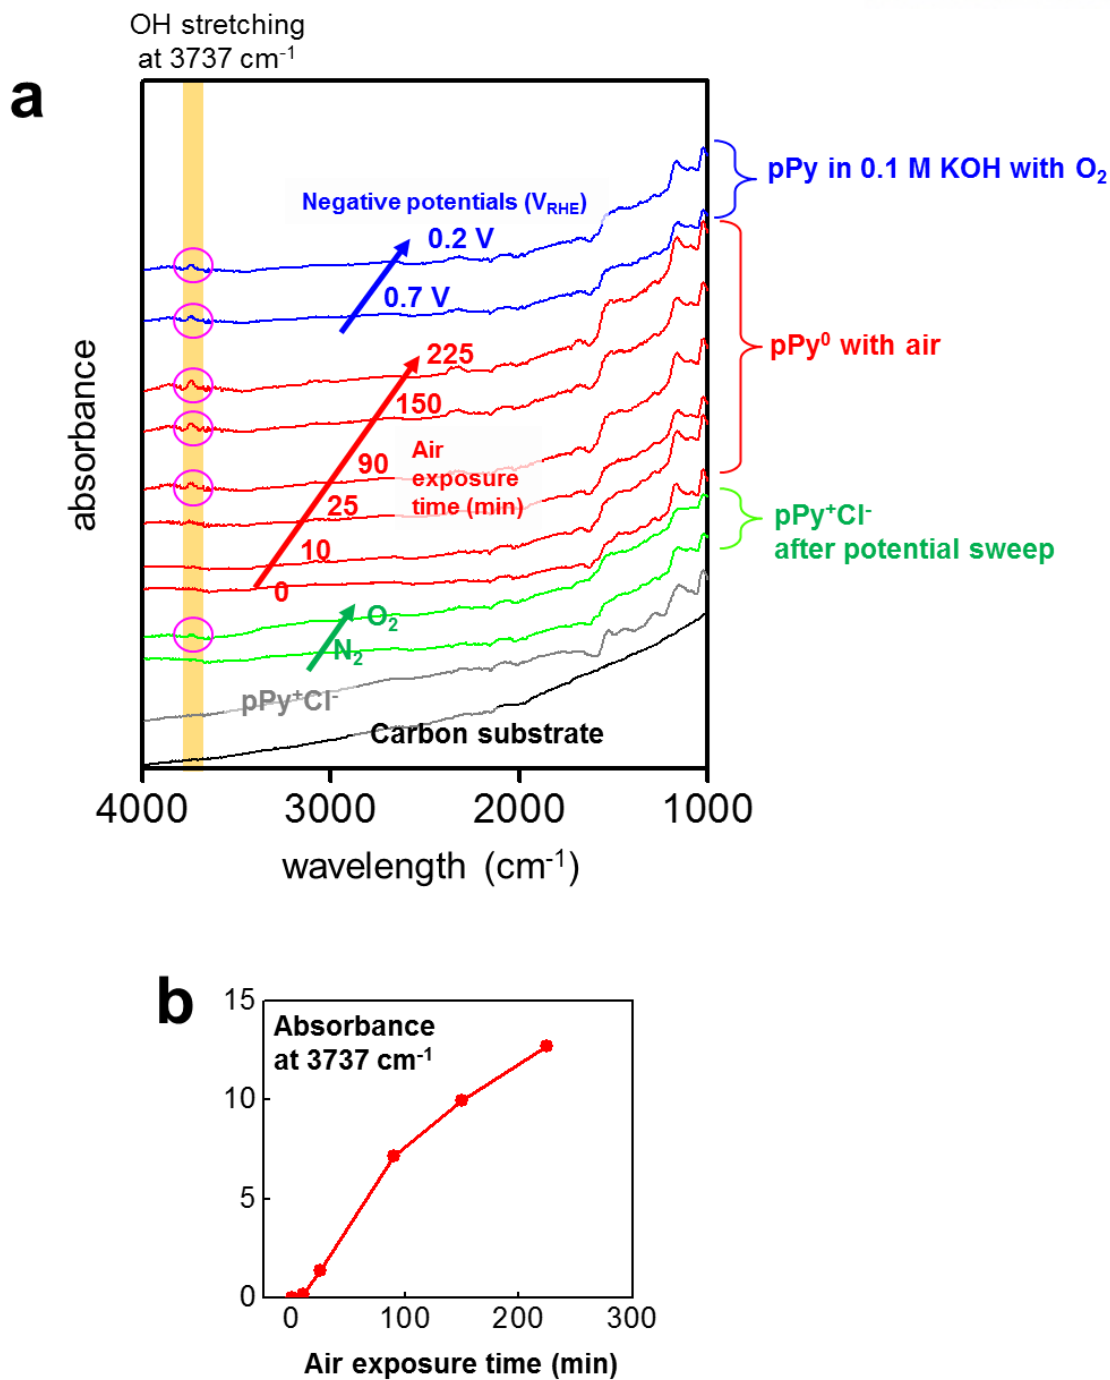 OH stretching
at 3737 cm⁻¹
a
pPy in 0.1 M KOH with O₂
Negative potentials (V_RHE)
0.2 V
0.7 V
pPy⁰ with air
225
150
Air
exposure
time (min)
90
25
10
0
pPy⁺Cl⁻
after potential sweep
O₂
N₂
pPy⁺Cl⁻
Carbon substrate
absorbance
4000 3000 2000 1000
wavelength (cm⁻¹)
b
Absorbance
at 3737 cm⁻¹
15
10
5
0
0 100 200 300
Air exposure time (min)